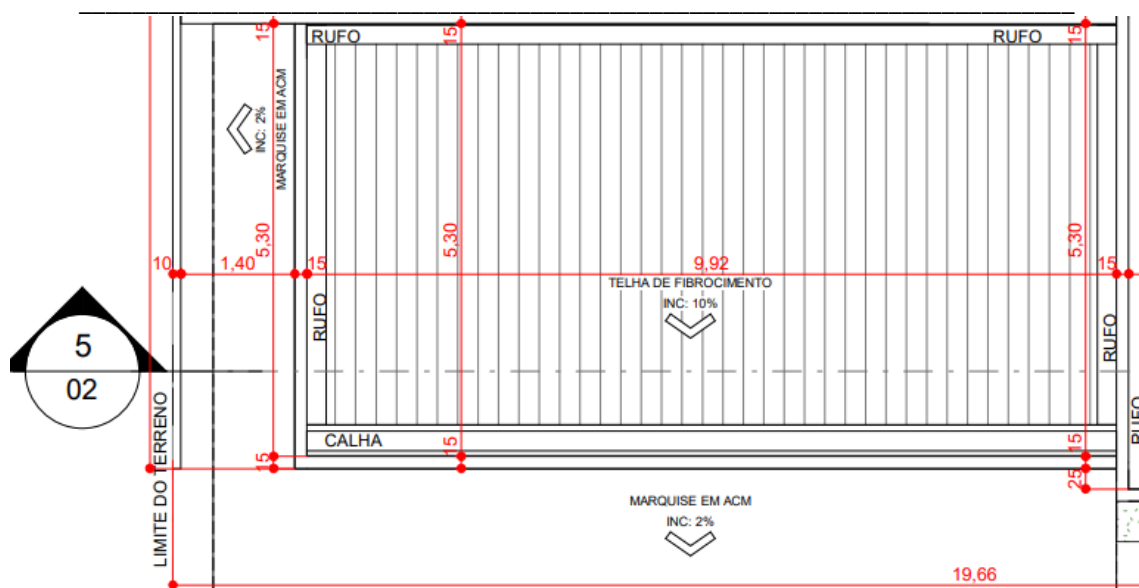 15
15
15
RUFO
RUFO
INC: 2%
MARQUISE EM ACM
5,30
5,30
5,30
10
1,40
15
9,92
15
TELHA DE FIBROCIMENTO
INC: 10%
RUFO
RUFO
5
02
LIMITE DO TERRENO
RUFO
CALHA
15
15
15
25
MARQUISE EM ACM
INC: 2%
19,66